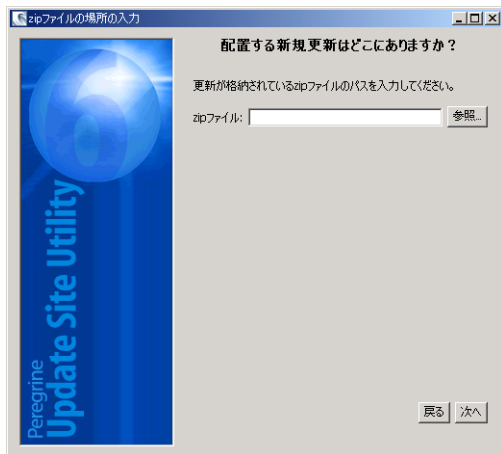 zipファイルの場所の入力
配置する新規更新はどこにありますか？
更新が格納されているzipファイルのパスを入力してください。
zipファイル:
参照...
6
Peregrine
Update Site Utility
戻る
次へ